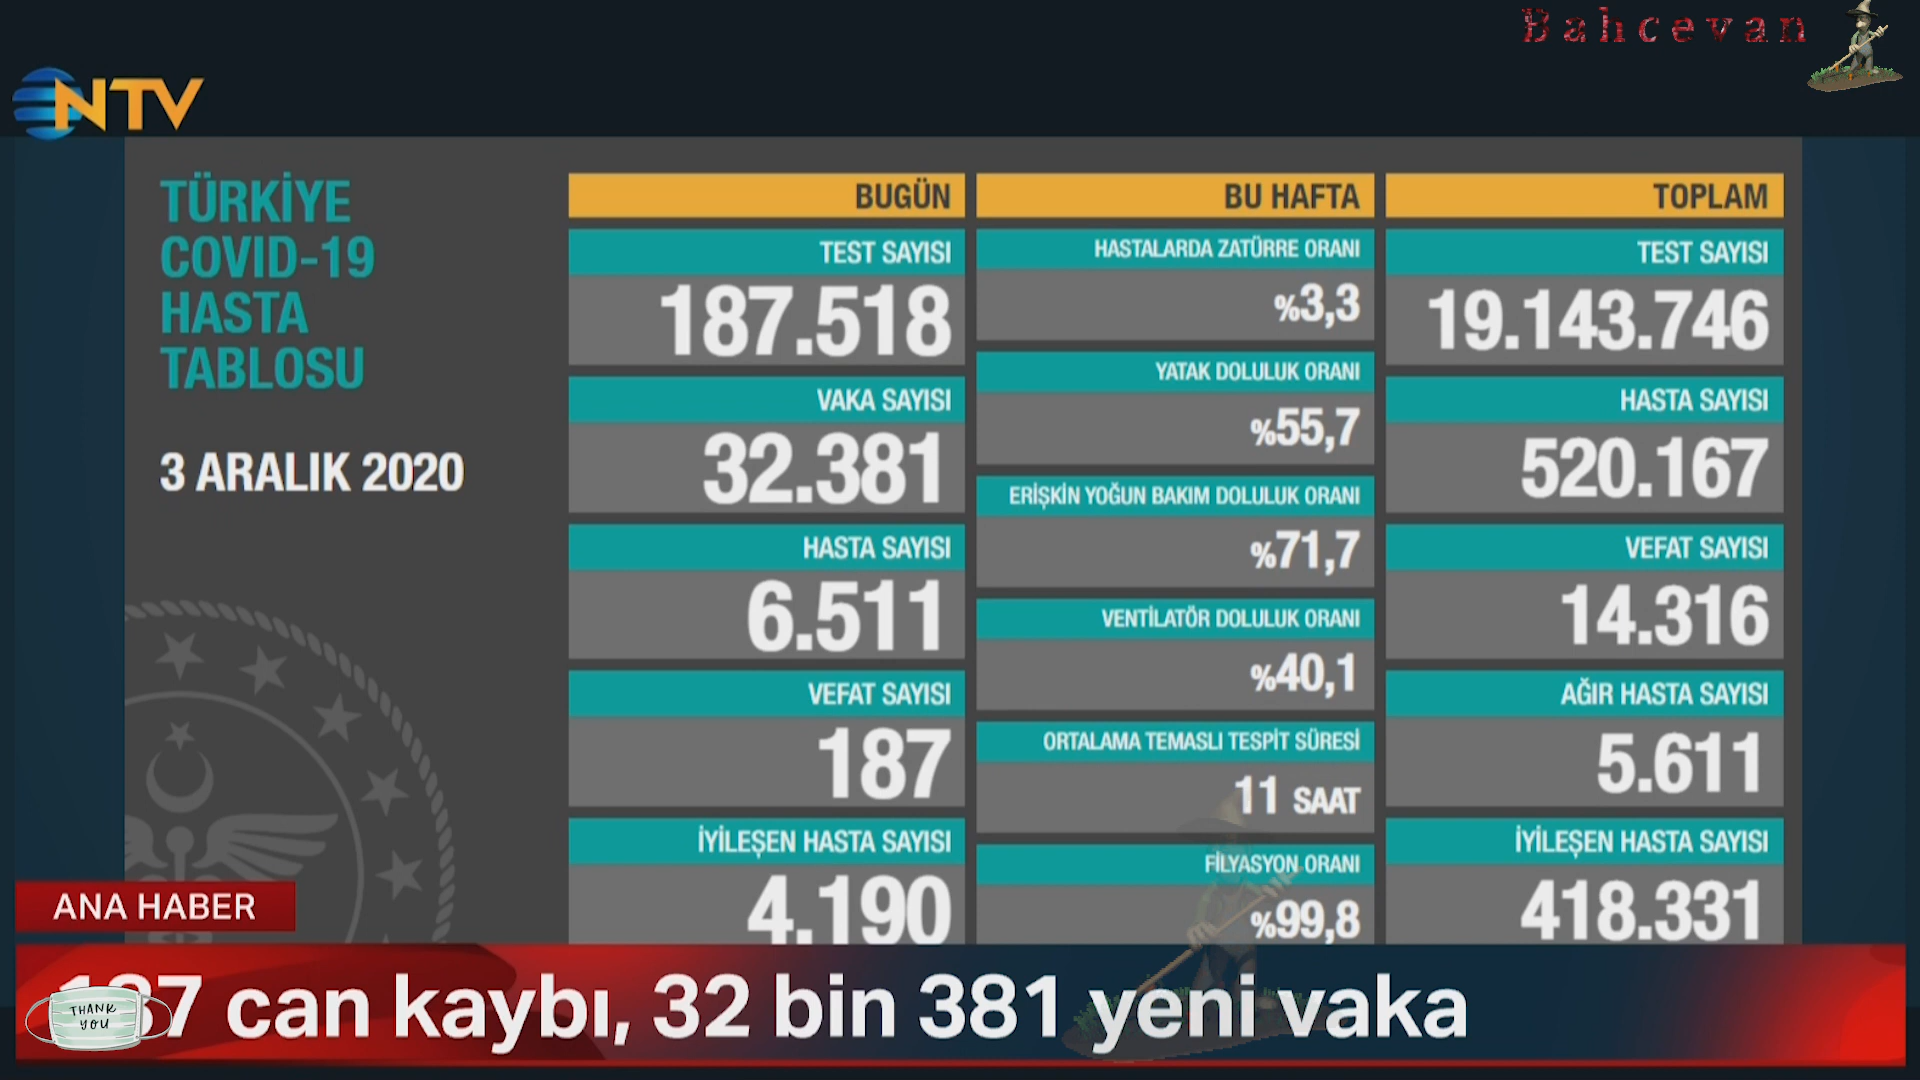 Bahcevan
NTV
TÜRKİYE
COVID-19
HASTA
TABLOSU
3 ARALIK 2020
BUGÜN
TEST SAYISI
187.518
VAKA SAYISI
32.381
HASTA SAYISI
6.511
VEFAT SAYISI
187
İYİLEŞEN HASTA SAYISI
4.190
BU HAFTA
HASTALARDA ZATÜRRE ORANI
%3,3
YATAK DOLULUK ORANI
%55,7
ERİŞKİN YOĞUN BAKIM DOLULUK ORANI
%71,7
VENTİLATÖR DOLULUK ORANI
%40,1
ORTALAMA TEMASLI TESPİT SÜRESİ
11 SAAT
FİLYASYON ORANI
%99,8
TOPLAM
TEST SAYISI
19.143.746
HASTA SAYISI
520.167
VEFAT SAYISI
14.316
AĞIR HASTA SAYISI
5.611
İYİLEŞEN HASTA SAYISI
418.331
ANA HABER
187 can kaybı, 32 bin 381 yeni vaka
THANK
YOU